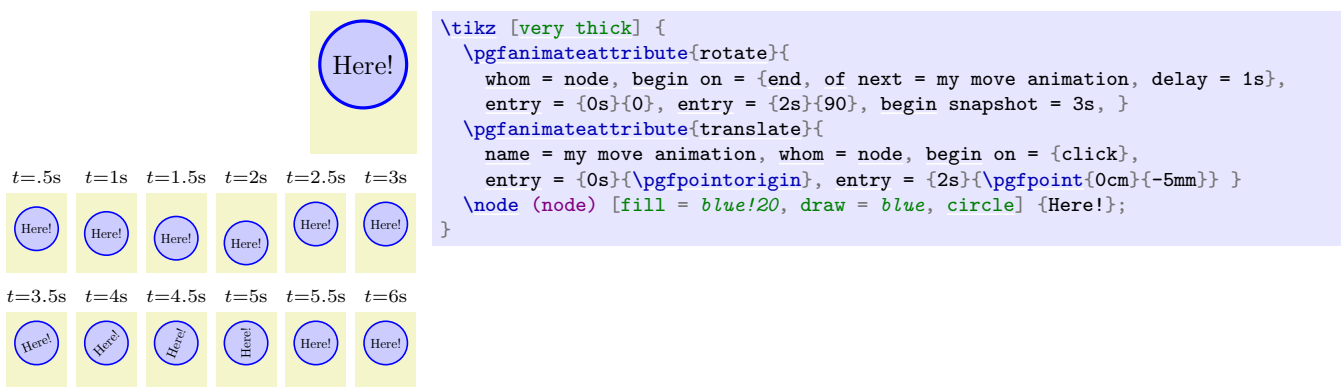 Here!
t=.5s t=1s t=1.5s t=2s t=2.5s t=3s
Here! Here! Here! Here! Here! Here!
t=3.5s t=4s t=4.5s t=5s t=5.5s t=6s
Here! Here! Here! Here! Here! Here!
\tikz [very thick] {
  \pgfanimateattribute{rotate}{
    whom = node, begin on = {end, of next = my move animation, delay = 1s},
    entry = {0s}{0}, entry = {2s}{90}, begin snapshot = 3s, }
  \pgfanimateattribute{translate}{
    name = my move animation, whom = node, begin on = {click},
    entry = {0s}{\pgfpointorigin}, entry = {2s}{\pgfpoint{0cm}{-5mm}} }
  \node (node) [fill = blue!20, draw = blue, circle] {Here!};
}